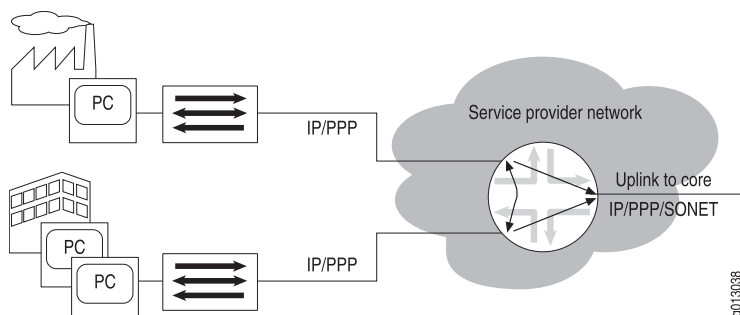 PC
IP/PPP
Service provider network
Uplink to core
IP/PPP/SONET
PC
PC
IP/PPP
g013038